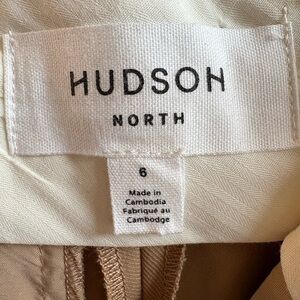 HUDSON
NORTH
6
Made in
Cambodia
Fabriqué au
Cambodge